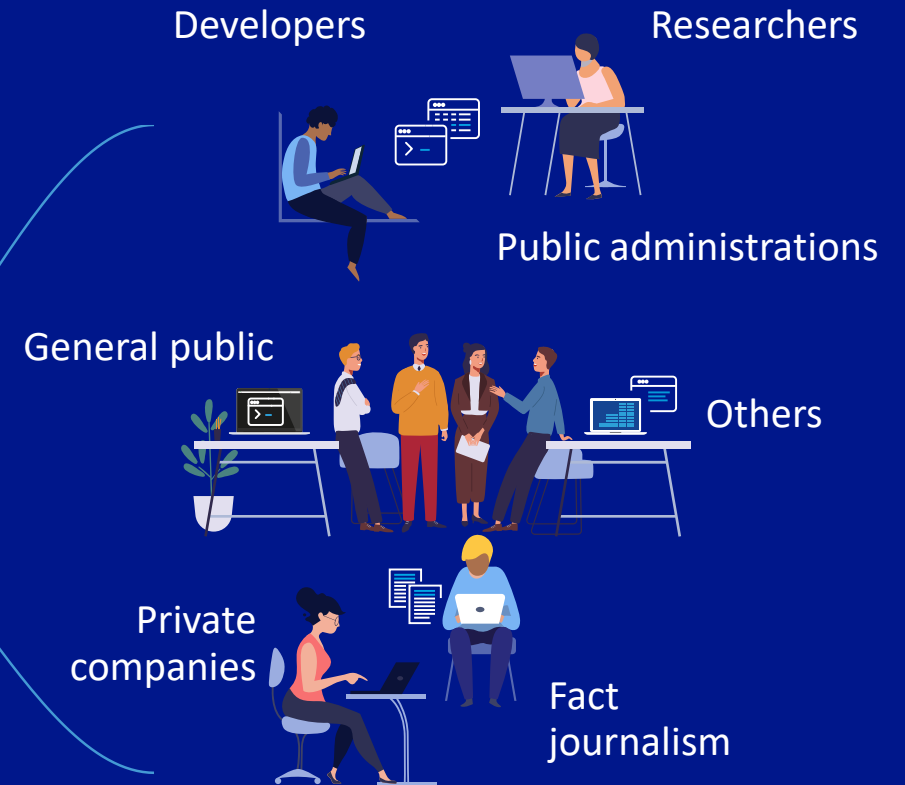 Developers
Researchers
Public administrations
General public
Others
Private
companies
Fact
journalism